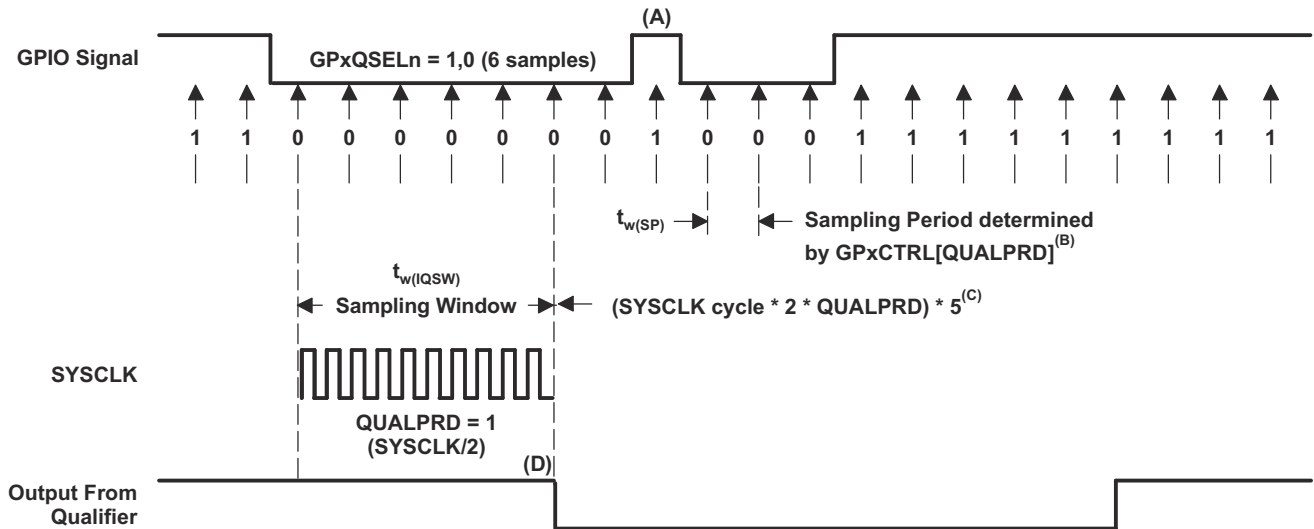 (A)
GPIO Signal
GPxQSELn = 1,0 (6 samples)
1 1 0 0 0 0 0 0 0 1 0 0 0 1 1 1 1 1 1 1 1 1
tw(SP)
Sampling Period determined
by GPxCTRL[QUALPRD](B)
tw(IQSW)
Sampling Window
(SYSCLK cycle * 2 * QUALPRD) * 5(C)
SYSCLK
QUALPRD = 1
(SYSCLK/2)
(D)
Output From
Qualifier